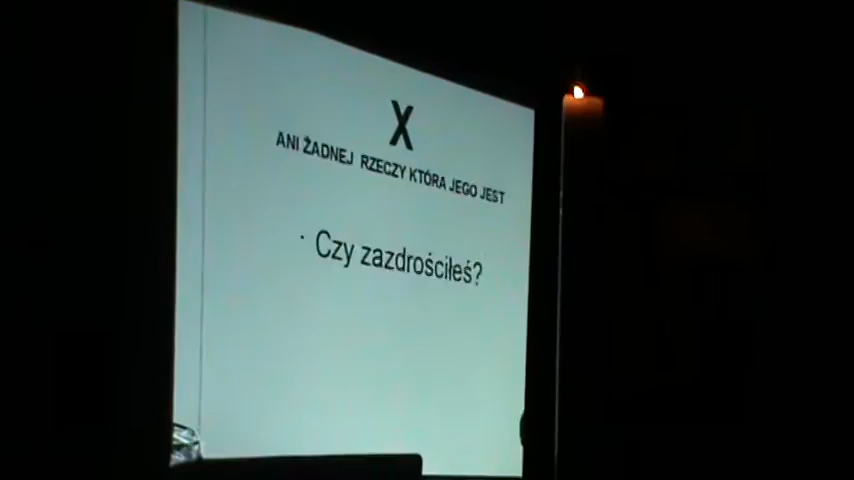 X
ANI ŻADNEJ RZECZY KTÓRA JEGO JEST
· Czy zazdrościłeś?